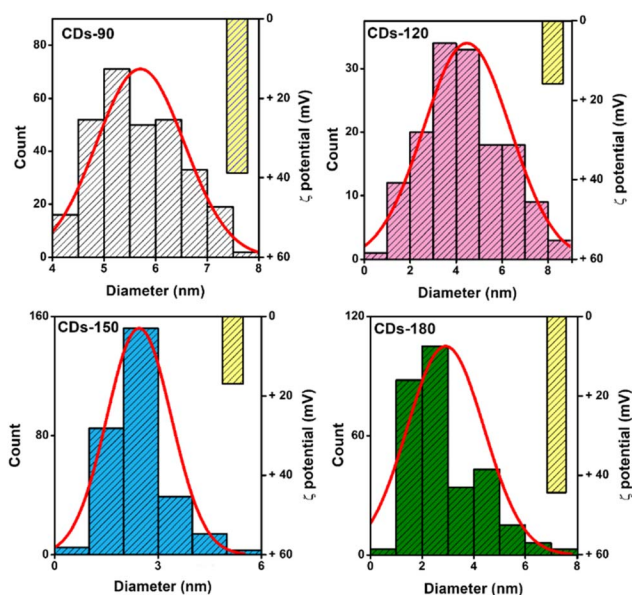 CDs-90
80
60
40
20
0
Count
4 5 6 7 8
Diameter (nm)
0
+ 20
+ 40
+ 60
ζ potential (mV)
CDs-120
30
20
10
0
Count
0 2 4 6 8
Diameter (nm)
0
+ 20
+ 40
+ 60
ζ potential (mV)
CDs-150
160
80
0
Count
0 3 6
Diameter (nm)
0
+ 20
+ 40
+ 60
ζ potential (mV)
CDs-180
120
60
0
Count
0 2 4 6 8
Diameter (nm)
0
+ 20
+ 40
+ 60
ζ potential (mV)